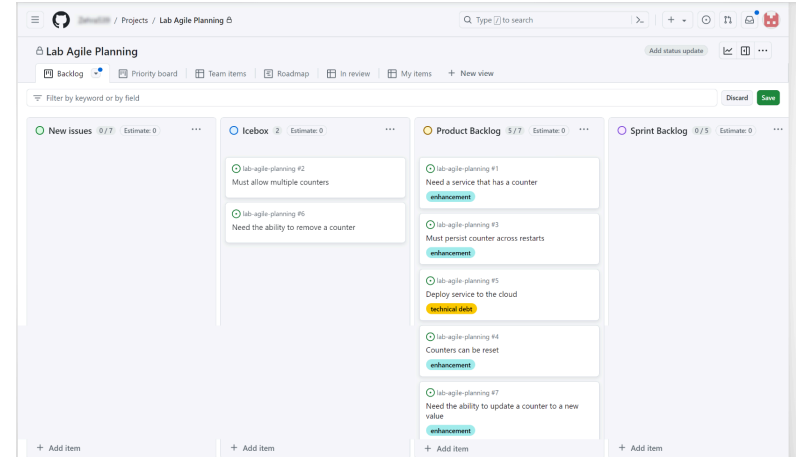 / Projects / Lab Agile Planning
Type / to search
Lab Agile Planning
Add status update
Backlog
Priority board
Team items
Roadmap
In review
My items
+ New view
Filter by keyword or by field
Discard
Save
New issues 0 / 7 Estimate: 0 ...
Icebox 2 Estimate: 0 ...
Product Backlog 5 / 7 Estimate: 0 ...
Sprint Backlog 0 / 5 Estimate: 0 ...
lab-agile-planning #2
Must allow multiple counters
lab-agile-planning #6
Need the ability to remove a counter
lab-agile-planning #1
Need a service that has a counter
enhancement
lab-agile-planning #3
Must persist counter across restarts
enhancement
lab-agile-planning #5
Deploy service to the cloud
technical debt
lab-agile-planning #4
Counters can be reset
enhancement
lab-agile-planning #7
Need the ability to update a counter to a new
value
enhancement
+ Add item
+ Add item
+ Add item
+ Add item